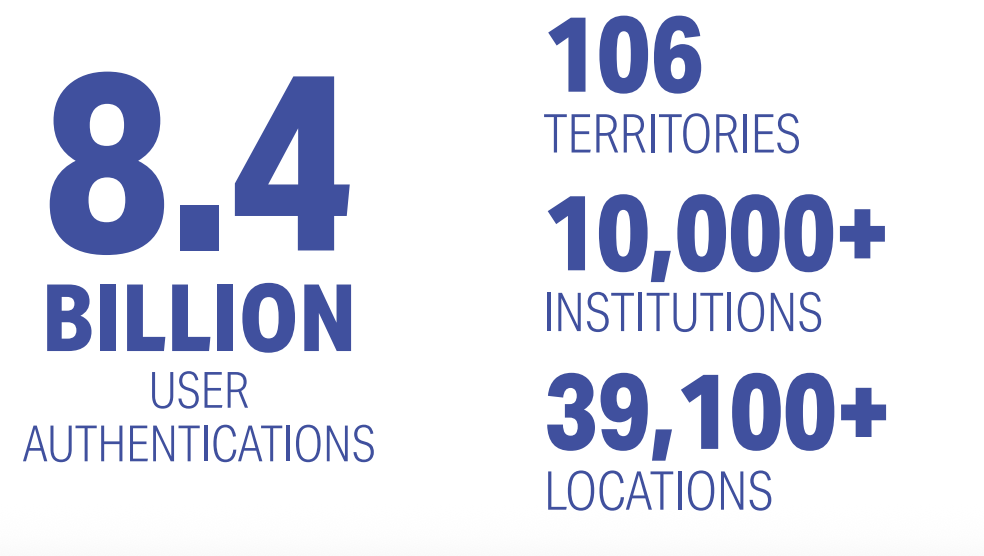 8.4
BILLION
USER
AUTHENTICATIONS
106
TERRITORIES
10,000+
INSTITUTIONS
39,100+
LOCATIONS